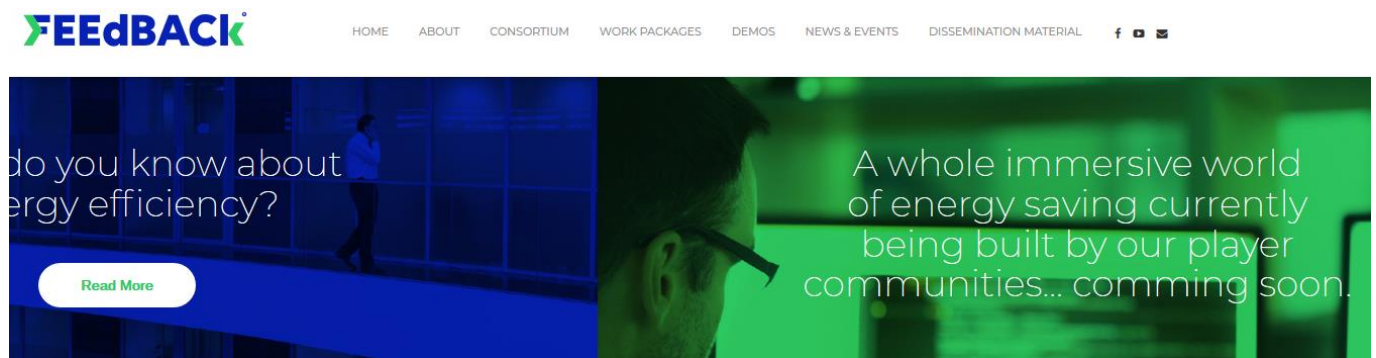 FEEdBACk
HOME ABOUT CONSORTIUM WORK PACKAGES DEMOS NEWS & EVENTS DISSEMINATION MATERIAL
do you know about
ergy efficiency?
Read More
A whole immersive world
of energy saving currently
being built by our player
communities... comming soon.